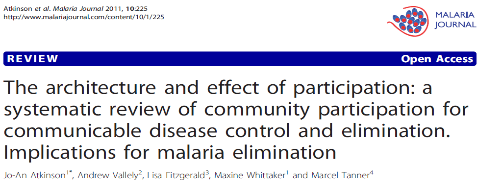 Atkinson et al. Malaria Journal 2011, 10:225
http://www.malariajournal.com/content/10/1/225
MALARIA
JOURNAL
REVIEW Open Access
The architecture and effect of participation: a
systematic review of community participation for
communicable disease control and elimination.
Implications for malaria elimination
Jo-An Atkinson1*, Andrew Vallely2, Lisa Fitzgerald3, Maxine Whittaker1 and Marcel Tanner4